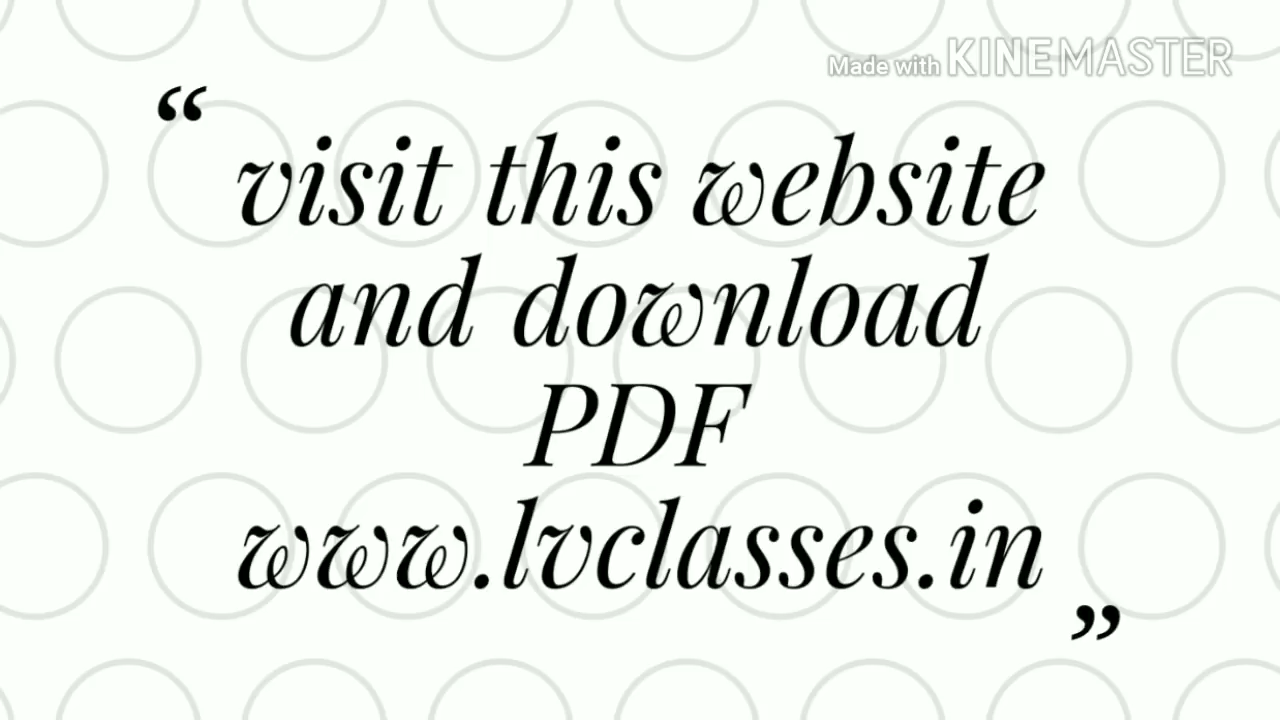 Made with KINEMASTER
“
visit this website
and download
PDF
www.lvclasses.in
”